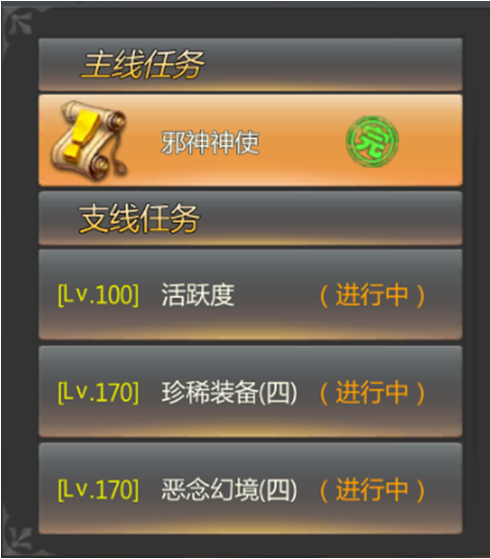 主线任务
邪神神使 完
支线任务
[Lv.100] 活跃度 (进行中)
[Lv.170] 珍稀装备(四) (进行中)
[Lv.170] 恶念幻境(四) (进行中)